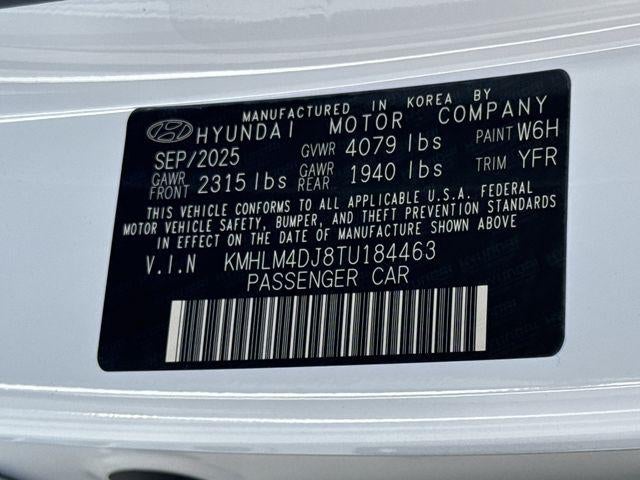 MANUFACTURED IN KOREA BY
HYUNDAI MOTOR COMPANY
SEP/2025 GVWR 4079 lbs PAINT W6H
GAWR FRONT 2315 lbs GAWR REAR 1940 lbs TRIM YFR
THIS VEHICLE CONFORMS TO ALL APPLICABLE U.S.A. FEDERAL
MOTOR VEHICLE SAFETY, BUMPER, AND THEFT PREVENTION STANDARDS
IN EFFECT ON THE DATE OF MANUFACTURE SHOWN ABOVE
V.I.N KMHLM4DJ8TU184463
PASSENGER CAR